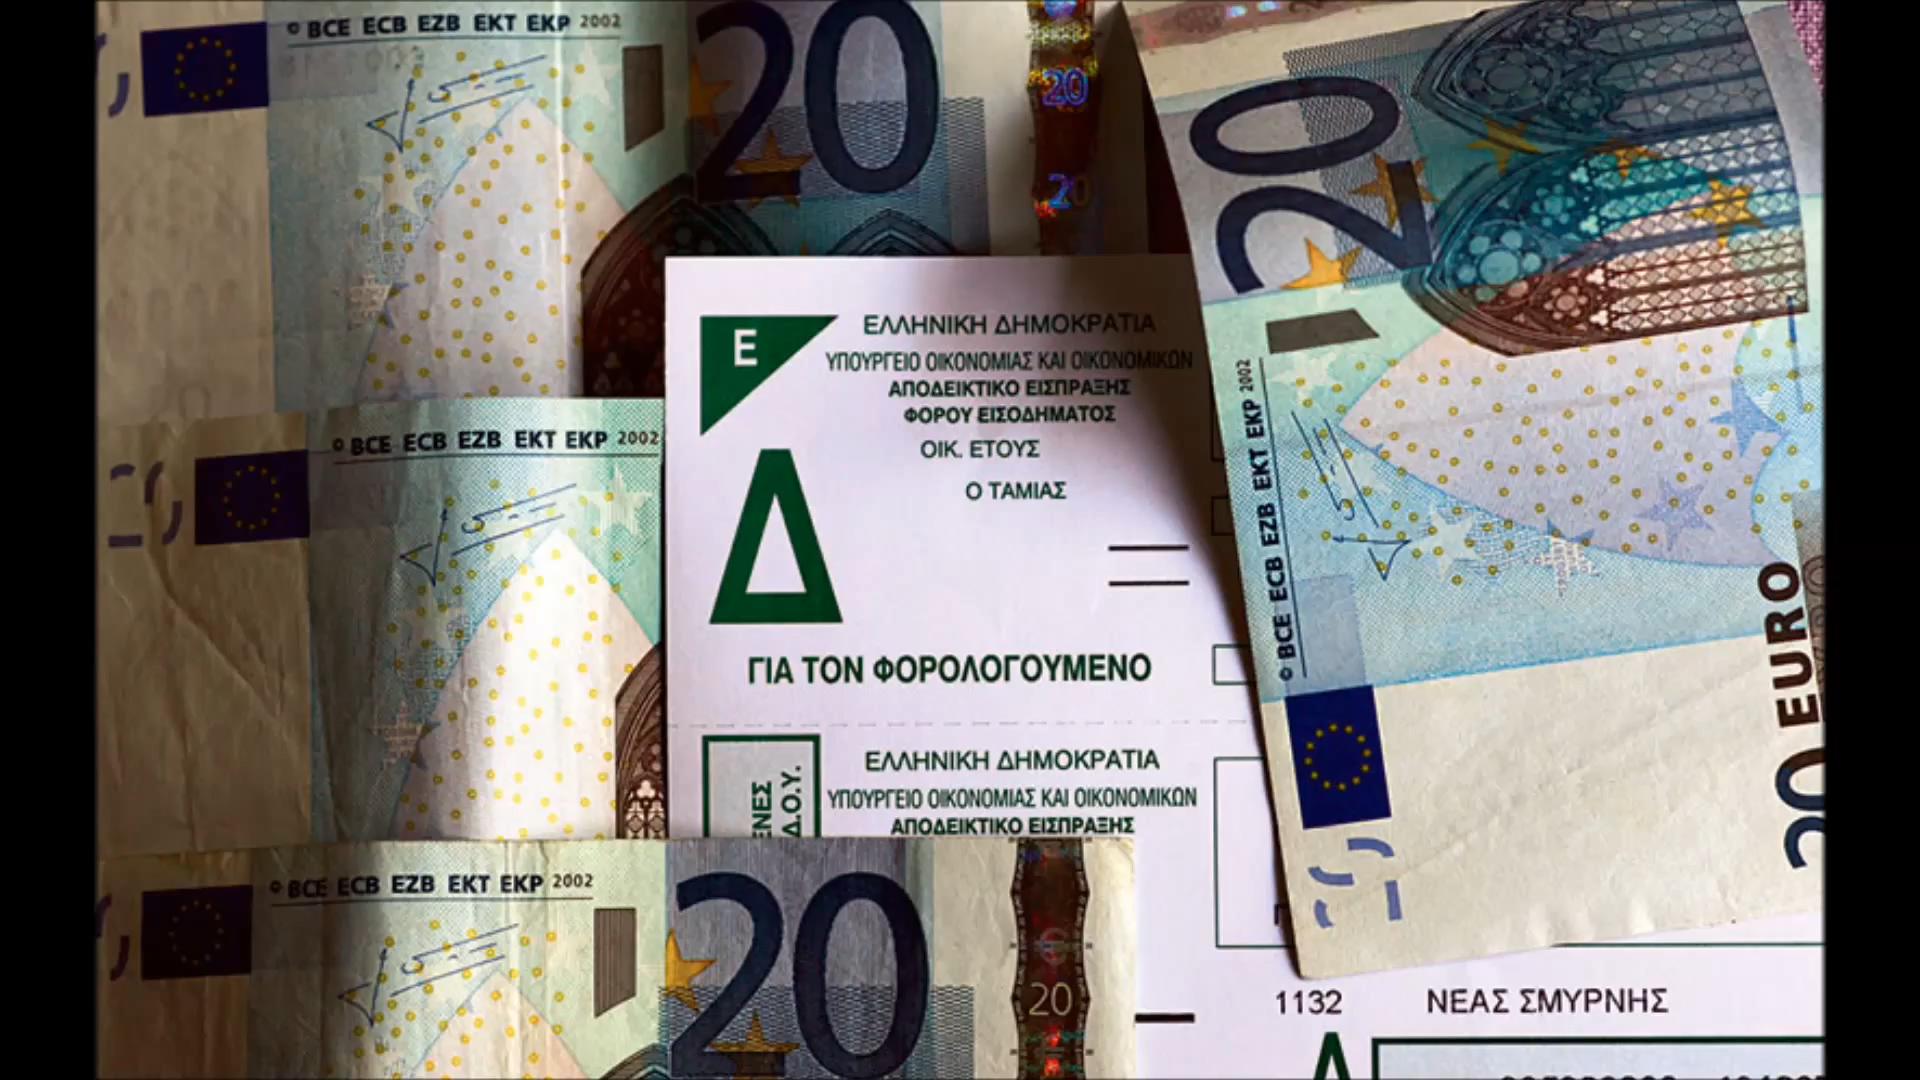 © BCE ECB EZB EKT EKP 2002
20
20
20
20
E
ΕΛΛΗΝΙΚΗ ΔΗΜΟΚΡΑΤΙΑ
ΥΠΟΥΡΓΕΙΟ ΟΙΚΟΝΟΜΙΑΣ ΚΑΙ ΟΙΚΟΝΟΜΙΚΩΝ
ΑΠΟΔΕΙΚΤΙΚΟ ΕΙΣΠΡΑΞΗΣ
ΦΟΡΟΥ ΕΙΣΟΔΗΜΑΤΟΣ
ΟΙΚ. ΕΤΟΥΣ
Ο ΤΑΜΙΑΣ
Δ
ΓΙΑ ΤΟΝ ΦΟΡΟΛΟΓΟΥΜΕΝΟ
© BCE ECB EZB EKT EKP 2002
© BCE ECB EZB EKT EKP 2002
20 EURO
Δ.Ο.Υ.
ΕΛΛΗΝΙΚΗ ΔΗΜΟΚΡΑΤΙΑ
ΥΠΟΥΡΓΕΙΟ ΟΙΚΟΝΟΜΙΑΣ ΚΑΙ ΟΙΚΟΝΟΜΙΚΩΝ
ΑΠΟΔΕΙΚΤΙΚΟ ΕΙΣΠΡΑΞΗΣ
© BCE ECB EZB EKT EKP 2002
20
20
1132 ΝΕΑΣ ΣΜΥΡΝΗΣ